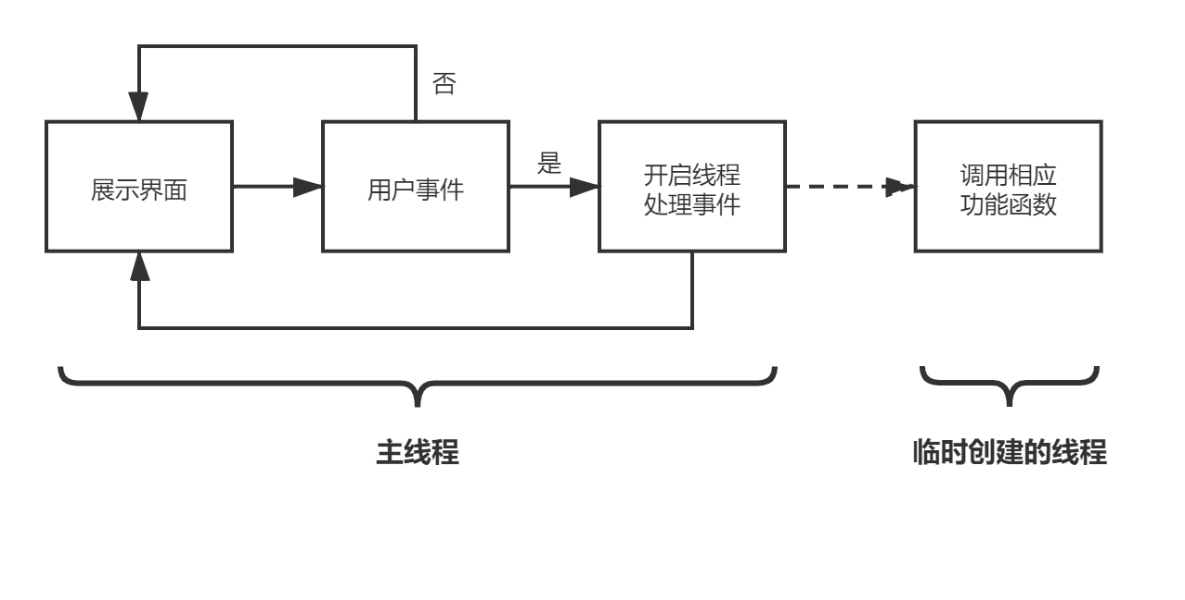 否
展示界面
用户事件
是
开启线程
处理事件
调用相应
功能函数
主线程
临时创建的线程